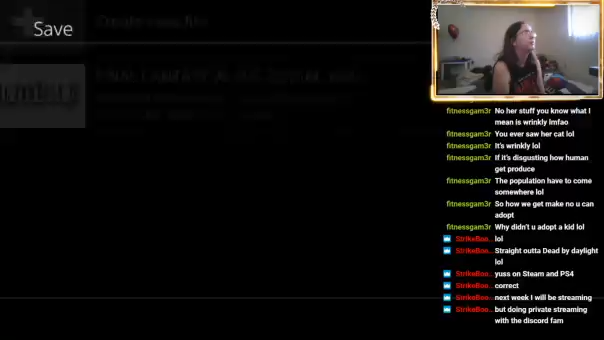 Save
Create new file
fitnessgam3r No her stuff you know what I
mean is wrinkly lmfao
fitnessgam3r You ever saw her cat lol
fitnessgam3r It's wrinkly lol
fitnessgam3r If it's disgusting how human
get produce
fitnessgam3r The population have to come
somewhere lol
fitnessgam3r So how we get make no u can
adopt
fitnessgam3r Why didn't u adopt a kid lol
StrikeBoo... lol
StrikeBoo... Straight outta Dead by daylight
lol
StrikeBoo... yuss on Steam and PS4
StrikeBoo... correct
StrikeBoo... next week I will be streaming
StrikeBoo... but doing private streaming
with the discord fam